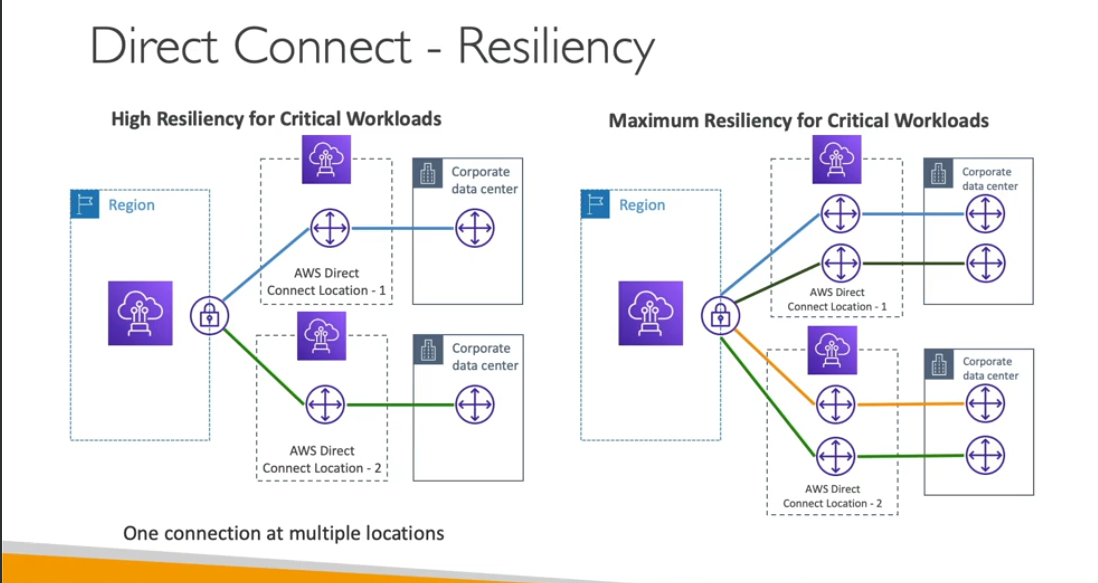 Direct Connect - Resiliency
High Resiliency for Critical Workloads
Region
Corporate
data center
AWS Direct
Connect Location - 1
Corporate
data center
AWS Direct
Connect Location - 2
One connection at multiple locations
Maximum Resiliency for Critical Workloads
Region
Corporate
data center
AWS Direct
Connect Location - 1
Corporate
data center
AWS Direct
Connect Location - 2